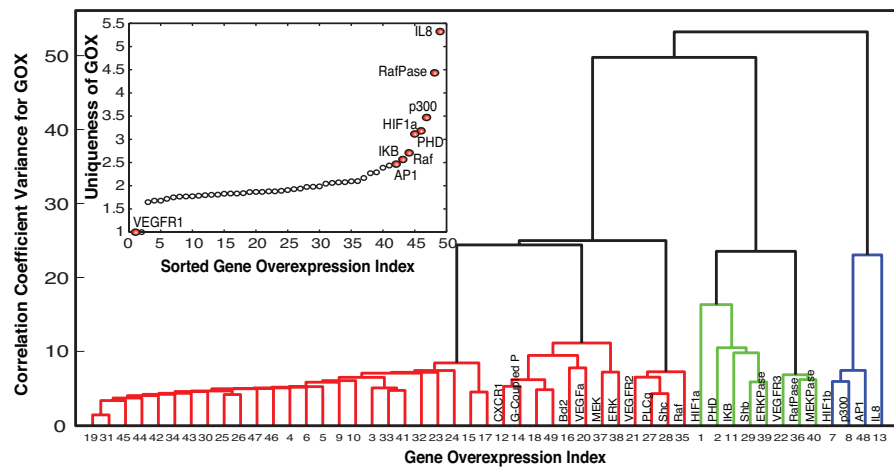 Correlation Coefficient Variance for GOX
50
40
30
20
10
0
Uniqueness of GOX
5.5
5
4.5
4
3.5
3
2.5
2
1.5
1
IL8
RafPase
p300
HIF1a
PHD
IKB
Raf
AP1
VEGFR1
0 10 20 30 40 50
Sorted Gene Overexpression Index
CXCR1
G-Coupled P
Bcl2
VEGFa
MEK
ERK
VEGFR2
PLCg
Shc
Raf
HIF1a
PHD
IKB
Shb
ERKPase
VEGFR3
RafPase
MEKPase
HIF1b
p300
AP1
IL8
19 31 45 44 42 34 43 30 25 26 47 46 4 6 5 9 10 3 33 41 32 23 24 15 17 12 14 18 49 16 20 37 38 21 27 28 35 1 2 11 29 39 22 36 40 7 8 48 13
Gene Overexpression Index